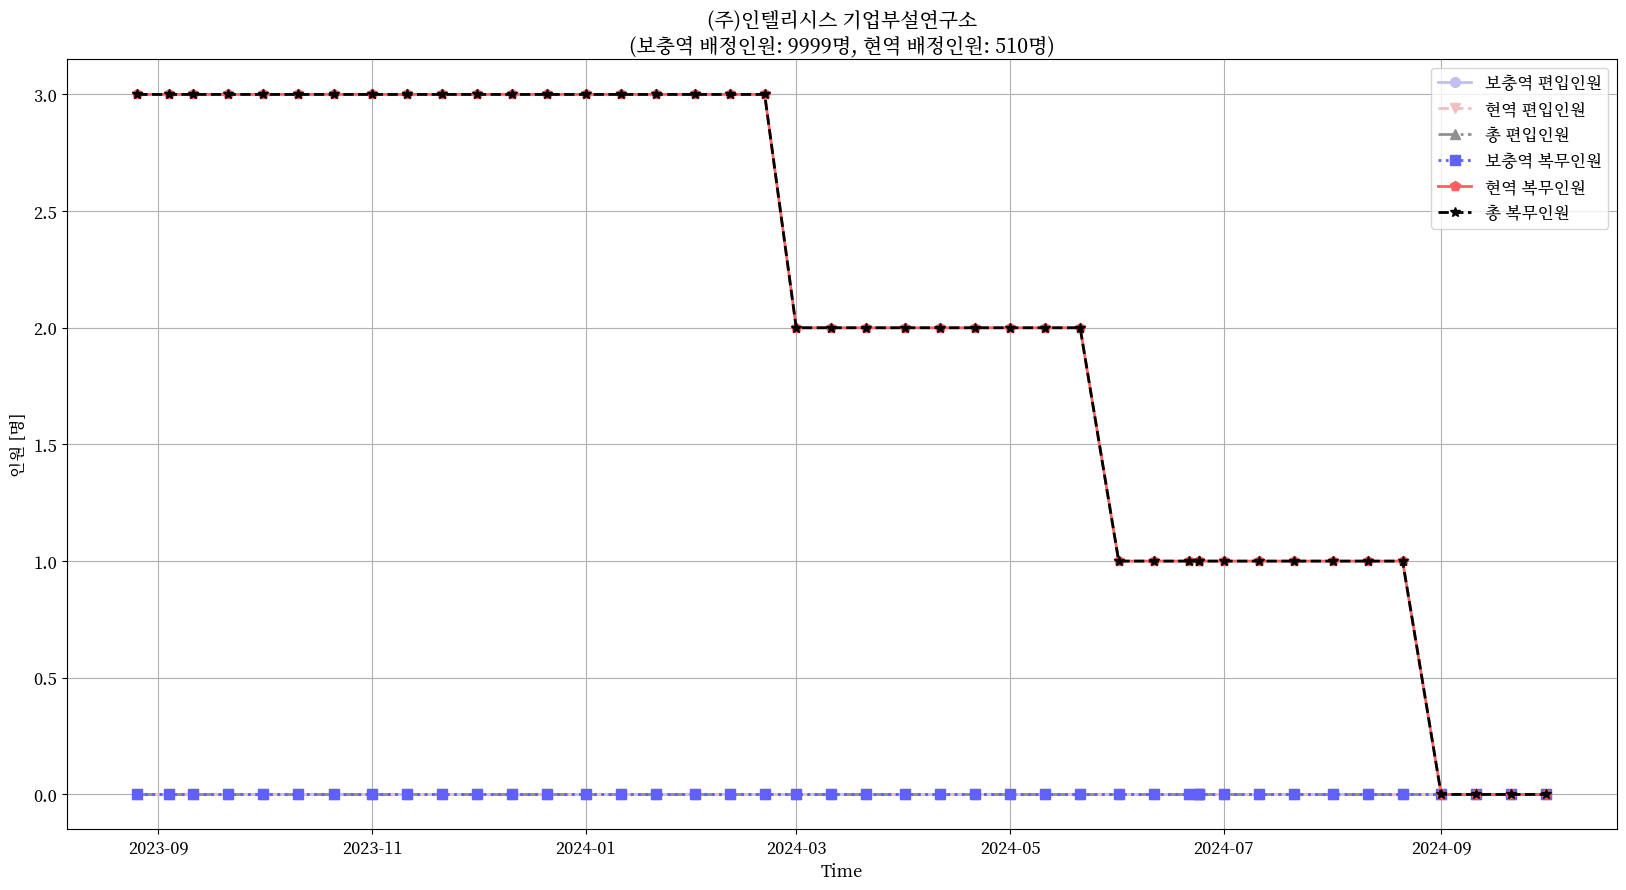 (주)인텔리시스 기업부설연구소
(보충역 배정인원: 9999명, 현역 배정인원: 510명)
보충역 편입인원
현역 편입인원
총 편입인원
보충역 복무인원
현역 복무인원
총 복무인원
인원 [명]
3.0
2.5
2.0
1.5
1.0
0.5
0.0
2023-09
2023-11
2024-01
2024-03
2024-05
2024-07
2024-09
Time